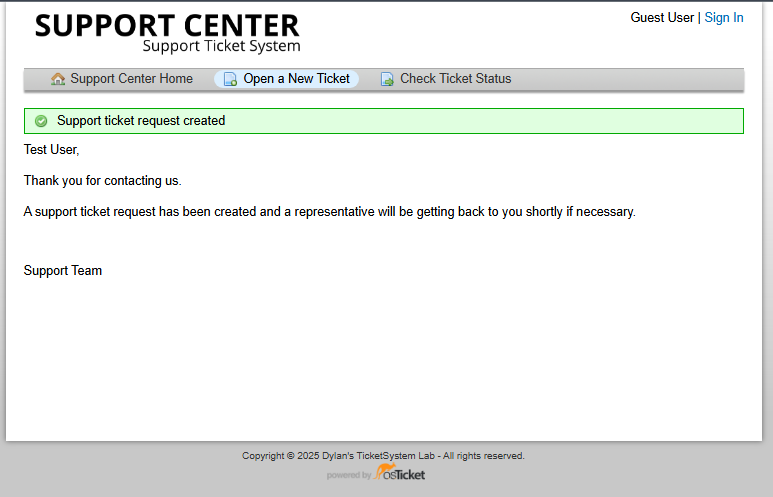 SUPPORT CENTER
Support Ticket System
Guest User | Sign In
Support Center Home
Open a New Ticket
Check Ticket Status
Support ticket request created
Test User,
Thank you for contacting us.
A support ticket request has been created and a representative will be getting back to you shortly if necessary.
Support Team
Copyright © 2025 Dylan's TicketSystem Lab - All rights reserved.
powered by osTicket